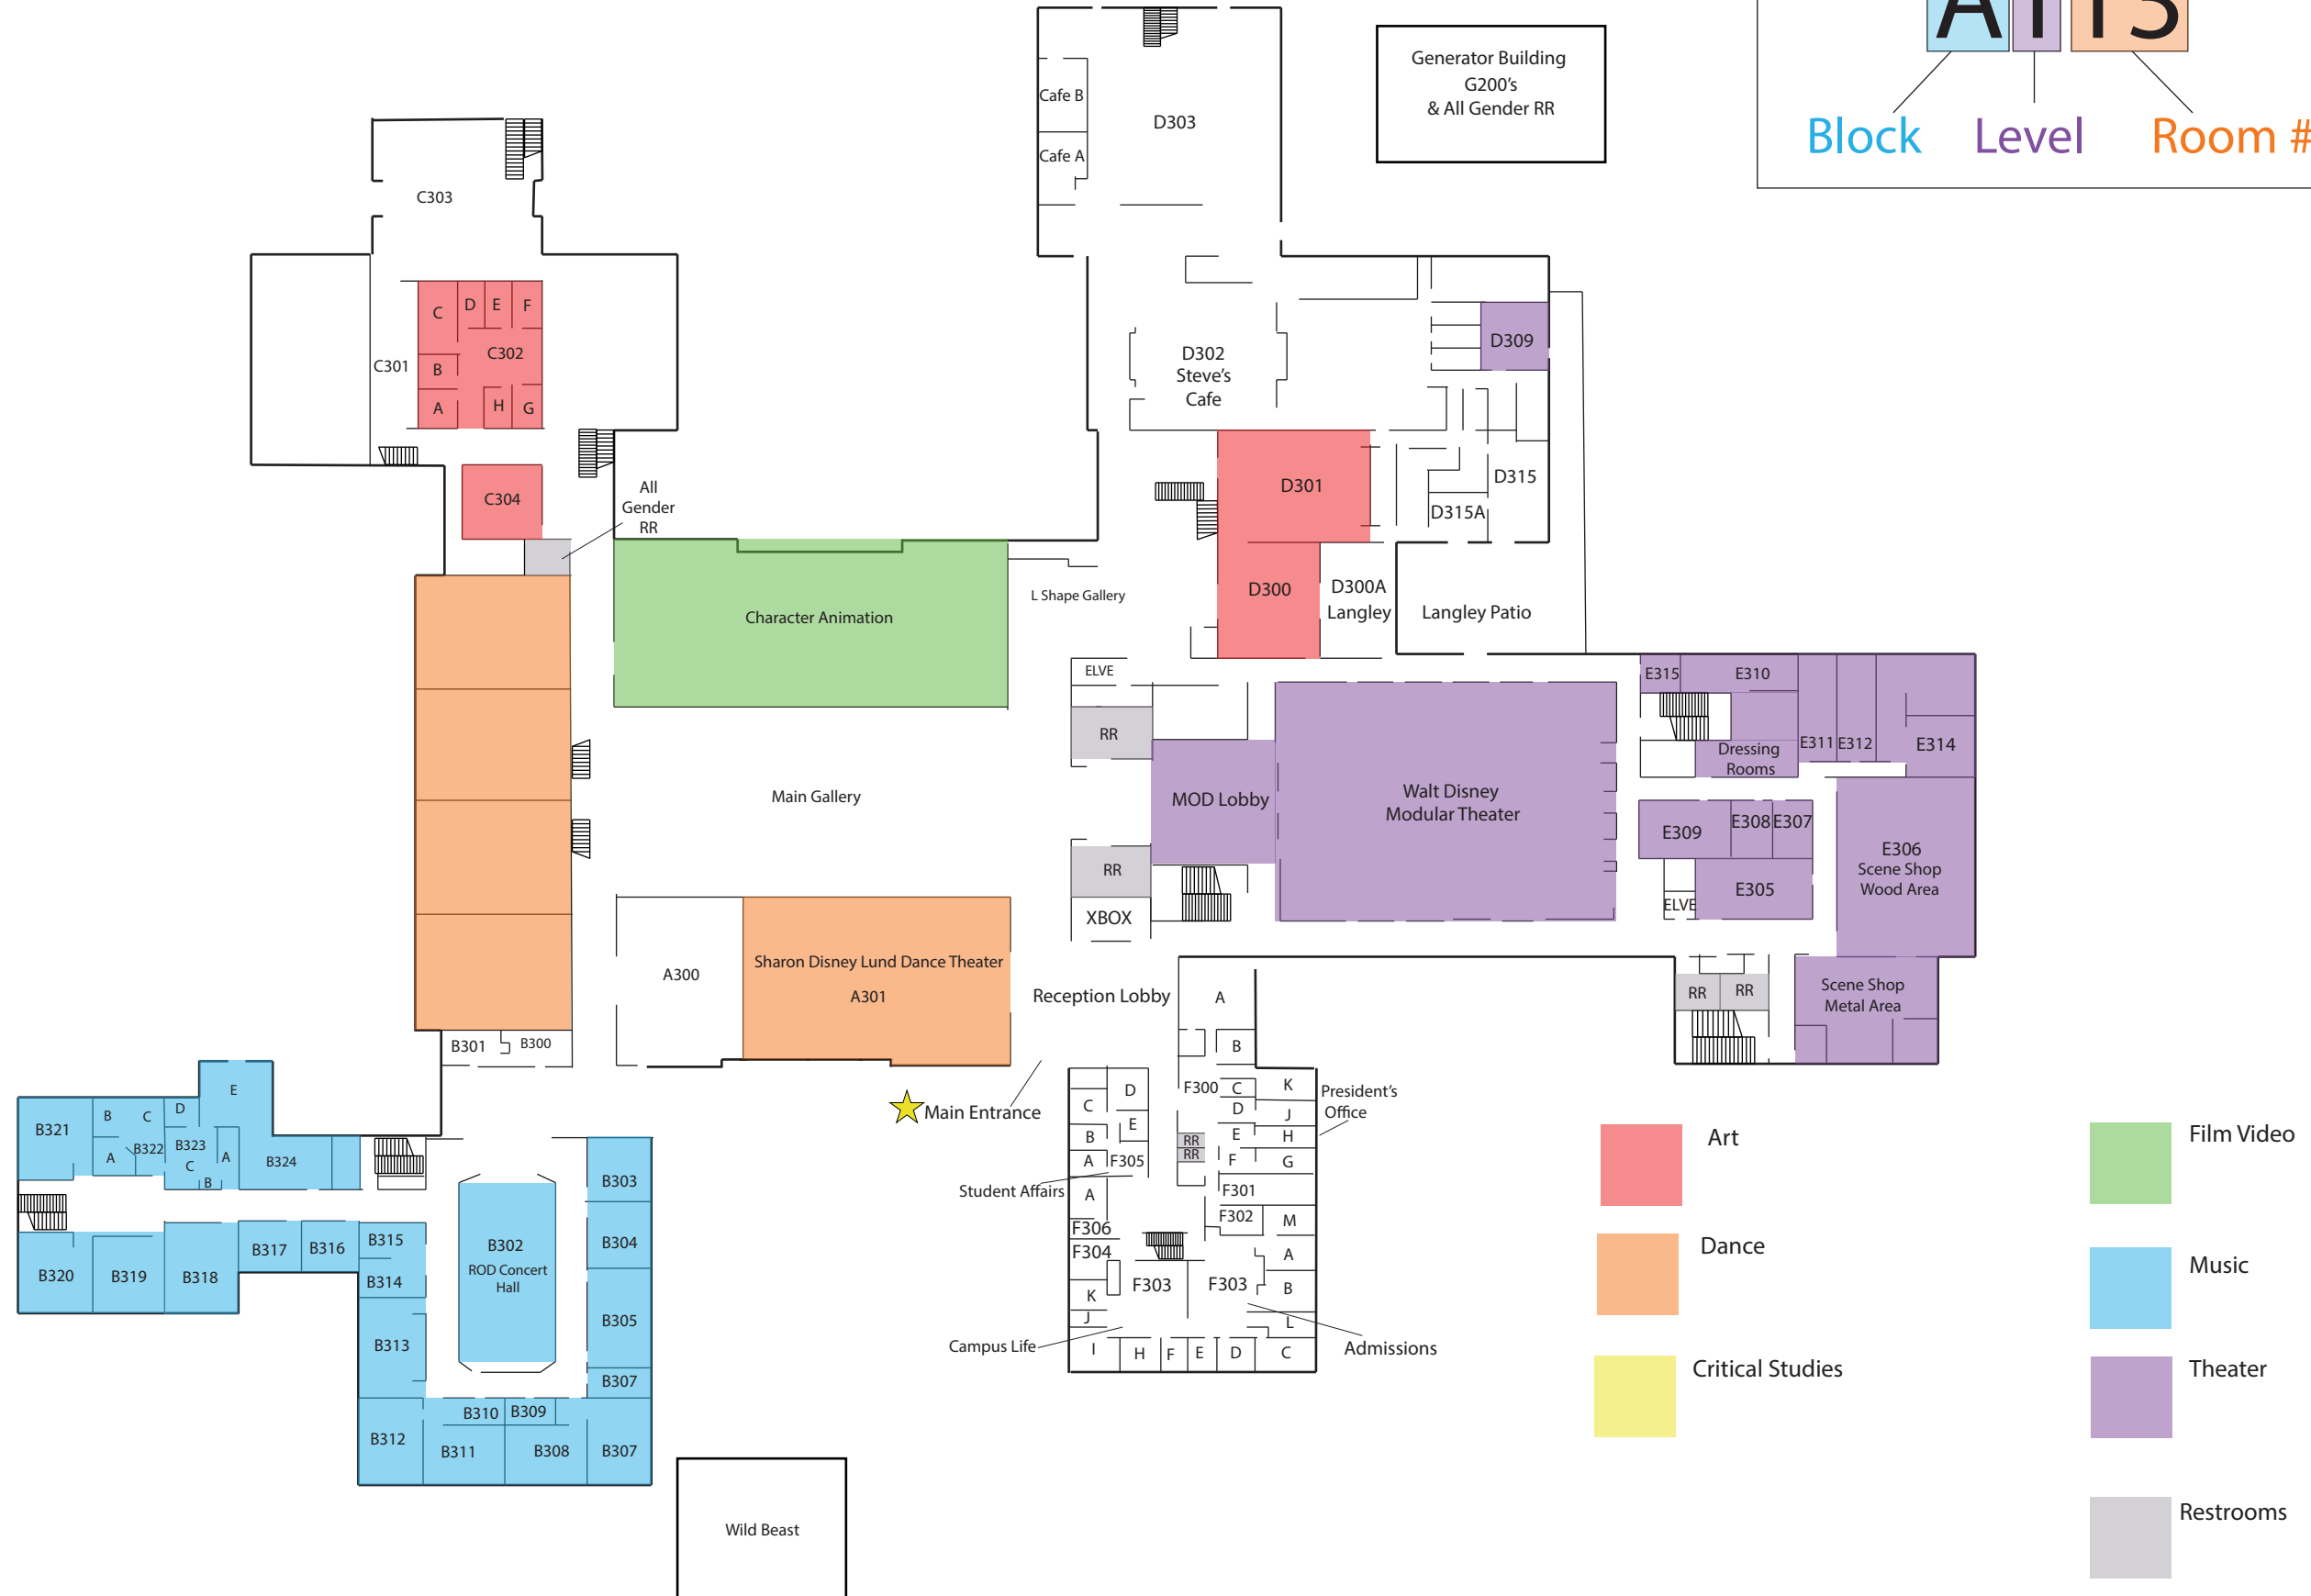 A113
Block
Level
Room #
Generator Building
G200's
& All Gender RR
Cafe B
Cafe A
D303
C303
C
D
E
F
C302
C301
B
A
H
G
D309
D302
Steve's
Cafe
C304
All
Gender
RR
D301
D315
D315A
D300
D300A
Langley
Langley Patio
L Shape Gallery
Character Animation
ELVE
RR
E315
E310
E311
E312
E314
Dressing
Rooms
Main Gallery
MOD Lobby
Walt Disney
Modular Theater
E309
E308
E307
E306
Scene Shop
Wood Area
E305
ELVE
RR
XBOX
A300
Sharon Disney Lund Dance Theater
A301
Reception Lobby
A
RR
RR
Scene Shop
Metal Area
B301
B300
B
F300
C
K
D
J
E
H
F
G
President's
Office
Main Entrance
D
C
E
B
A
F305
RR
RR
Student Affairs
A
F301
F302
M
F306
F304
A
F303
F303
B
K
J
L
I
H
F
E
D
C
Campus Life
Admissions
E
B321
B
C
D
A
B322
B323
C
A
B
B324
B303
B304
B302
ROD Concert
Hall
B305
B307
B320
B319
B318
B317
B316
B315
B314
B313
B312
B310
B309
B311
B308
B307
Wild Beast
Art
Dance
Critical Studies
Film Video
Music
Theater
Restrooms